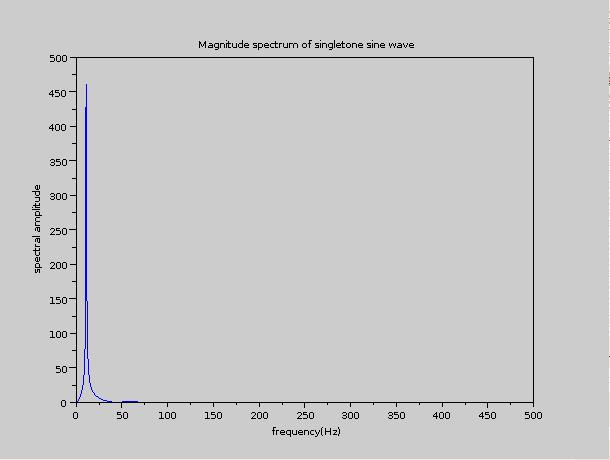 Magnitude spectrum of singletone sine wave
500
450
400
350
300
250
200
150
100
50
0
spectral amplitude
0 50 100 150 200 250 300 350 400 450 500
frequency(Hz)